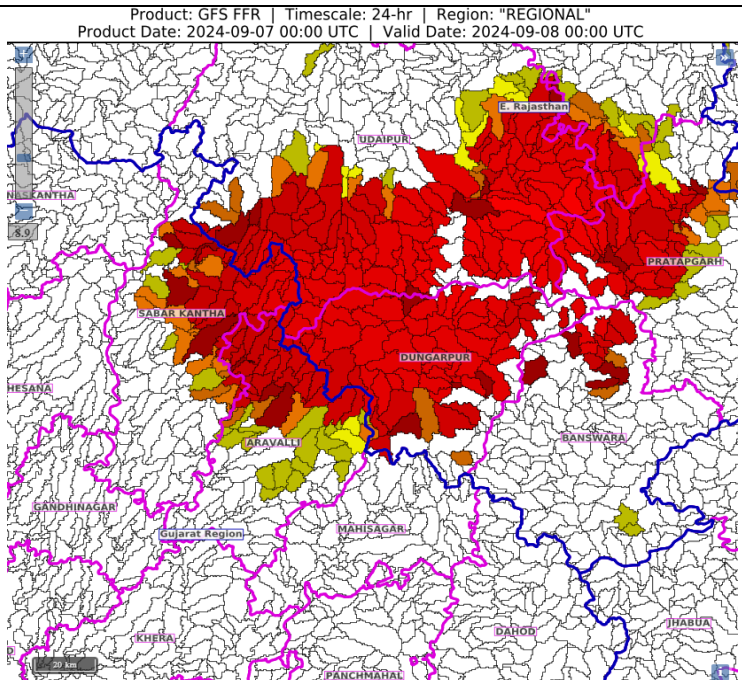 Product: GFS FFR | Timescale: 24-hr | Region: "REGIONAL"
Product Date: 2024-09-07 00:00 UTC | Valid Date: 2024-09-08 00:00 UTC
+
»
E. Rajasthan
UDAIPUR
NASKANTHA
8.9
PRATAPGARH
SABAR KANTHA
DUNGARPUR
HESANA
ARAVALLI
BANSWARA
GANDHINAGAR
MAHISAGAR
Gujarat Region
DAHOD
JHABUA
KHERA
20 km
PANCHMAHAL